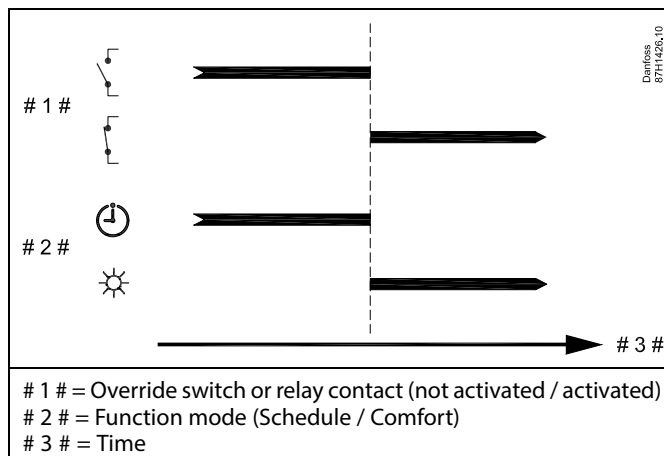 Danfoss
87H1426.10
# 1 #
# 2 #
# 3 #
# 1 # = Override switch or relay contact (not activated / activated)
# 2 # = Function mode (Schedule / Comfort)
# 3 # = Time